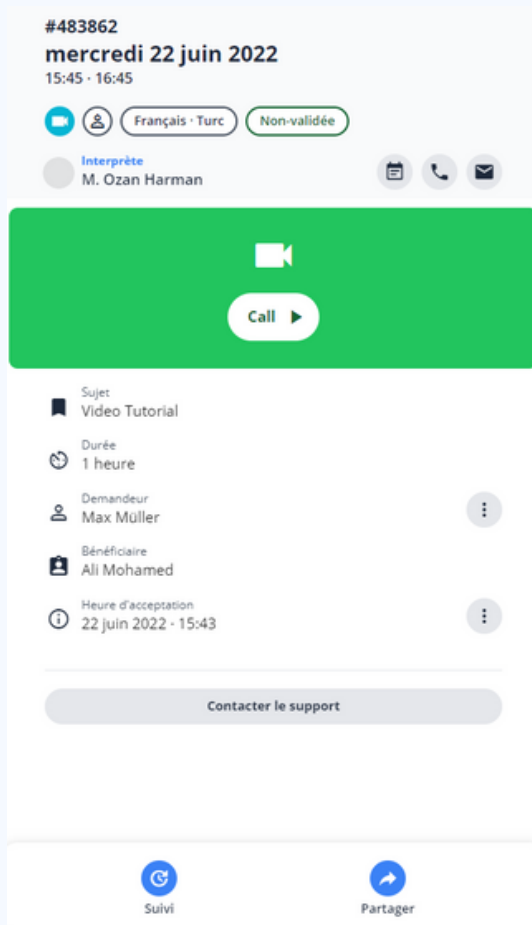 #483862
mercredi 22 juin 2022
15:45 · 16:45
Français · Turc
Non-validée
Interprète
M. Ozan Harman
Call
Sujet
Video Tutorial
Durée
1 heure
Demandeur
Max Müller
Bénéficiaire
Ali Mohamed
Heure d'acceptation
22 juin 2022 · 15:43
Contacter le support
Suivi
Partager